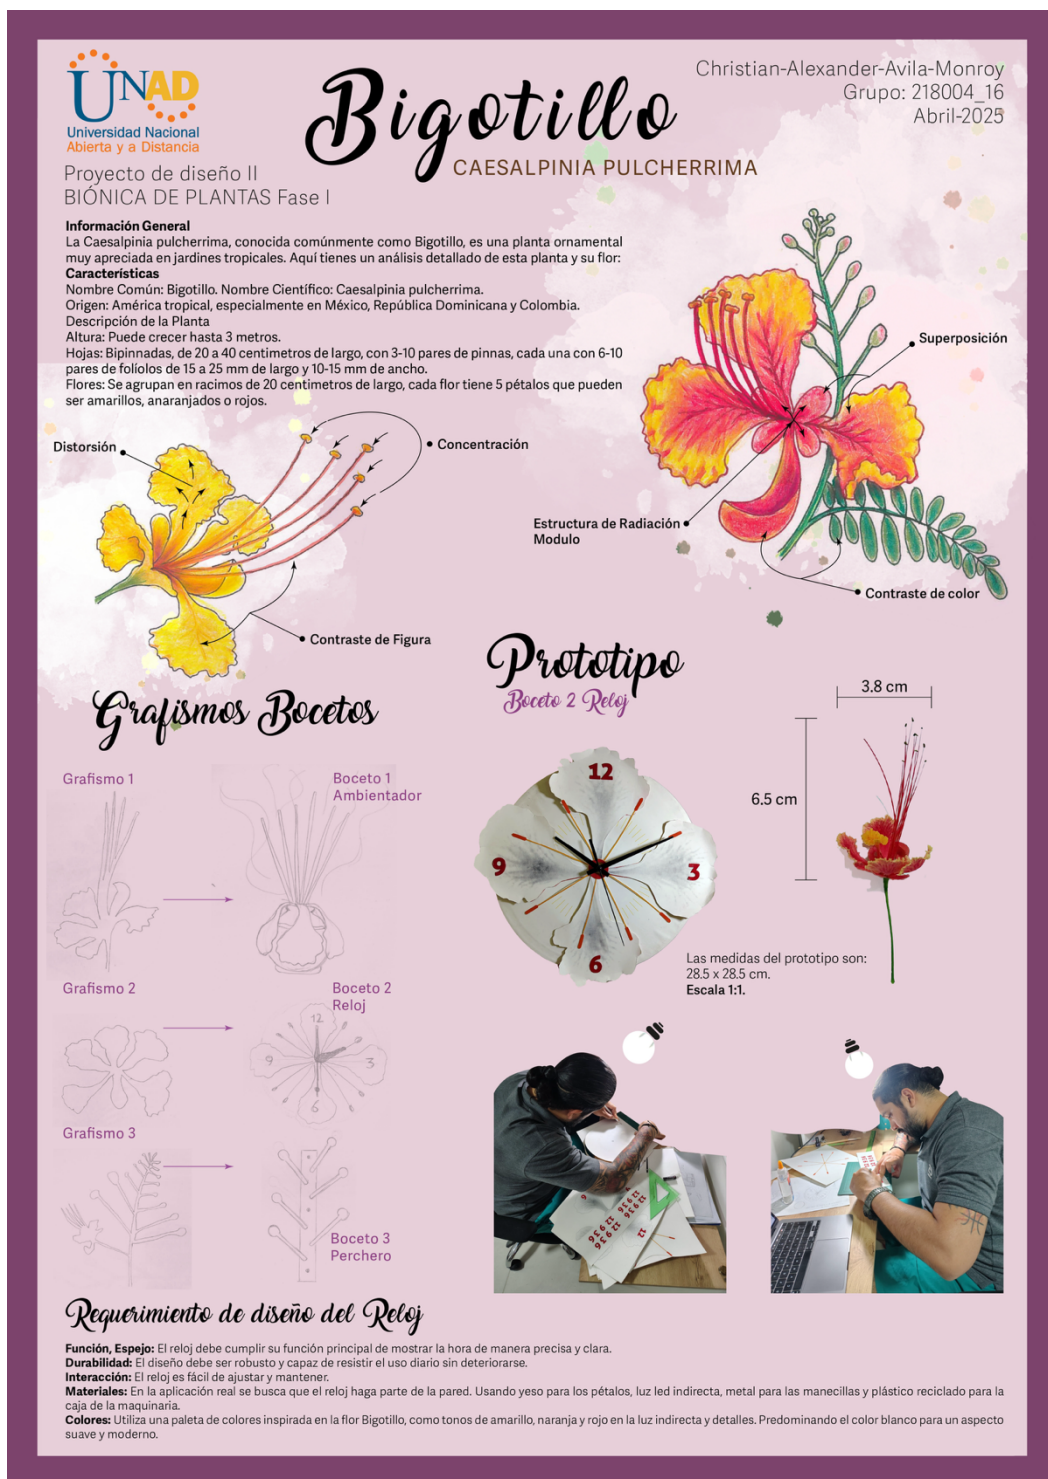 UNAD
Universidad Nacional
Abierta y a Distancia
Proyecto de diseño II
BIÓNICA DE PLANTAS Fase I
Bigotillo
CAESALPINIA PULCHERRIMA
Christian-Alexander-Avila-Monroy
Grupo: 218004_16
Abril-2025
Información General
La Caesalpinia pulcherrima, conocida comúnmente como Bigotillo, es una planta ornamental
muy apreciada en jardines tropicales. Aquí tienes un análisis detallado de esta planta y su flor:
Características
Nombre Común: Bigotillo. Nombre Científico: Caesalpinia pulcherrima.
Origen: América tropical, especialmente en México, República Dominicana y Colombia.
Descripción de la Planta
Altura: Puede crecer hasta 3 metros.
Hojas: Bipinnadas, de 20 a 40 centimetros de largo, con 3-10 pares de pinnas, cada una con 6-10
pares de folíolos de 15 a 25 mm de largo y 10-15 mm de ancho.
Flores: Se agrupan en racimos de 20 centimetros de largo, cada flor tiene 5 pétalos que pueden
ser amarillos, anaranjados o rojos.
Distorsión
Concentración
Contraste de Figura
Superposición
Estructura de Radiación
Modulo
Contraste de color
Grafismos Bocetos
Grafismo 1
Boceto 1
Ambientador
Grafismo 2
Boceto 2
Reloj
12
9
3
6
Grafismo 3
Boceto 3
Perchero
Prototipo
Boceto 2 Reloj
12
9
3
6
3.8 cm
6.5 cm
Las medidas del prototipo son:
28.5 x 28.5 cm.
Escala 1:1.
Requerimiento de diseño del Reloj
Función, Espejo: El reloj debe cumplir su función principal de mostrar la hora de manera precisa y clara.
Durabilidad: El diseño debe ser robusto y capaz de resistir el uso diario sin deteriorarse.
Interacción: El reloj es fácil de ajustar y mantener.
Materiales: En la aplicación real se busca que el reloj haga parte de la pared. Usando yeso para los pétalos, luz led indirecta, metal para las manecillas y plástico reciclado para la
caja de la maquinaria.
Colores: Utiliza una paleta de colores inspirada en la flor Bigotillo, como tonos de amarillo, naranja y rojo en la luz indirecta y detalles. Predominando el color blanco para un aspecto
suave y moderno.